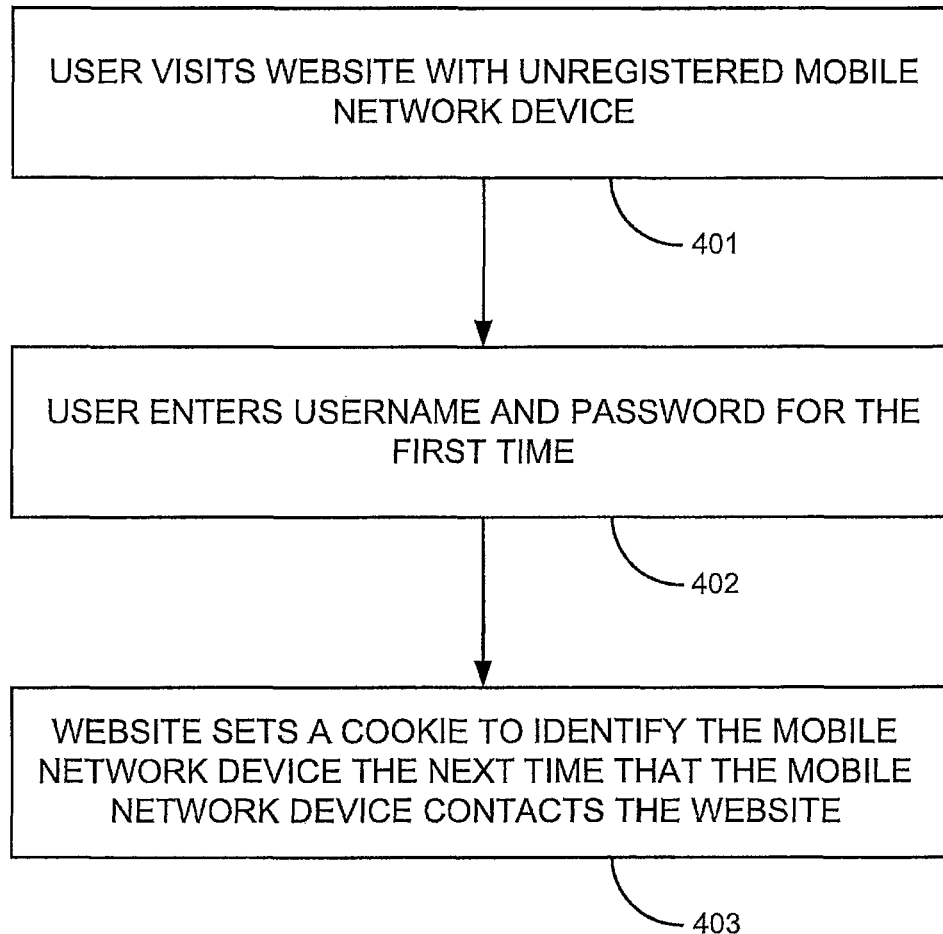 USER VISITS WEBSITE WITH UNREGISTERED MOBILE
NETWORK DEVICE
401
USER ENTERS USERNAME AND PASSWORD FOR THE
FIRST TIME
402
WEBSITE SETS A COOKIE TO IDENTIFY THE MOBILE
NETWORK DEVICE THE NEXT TIME THAT THE MOBILE
NETWORK DEVICE CONTACTS THE WEBSITE
403